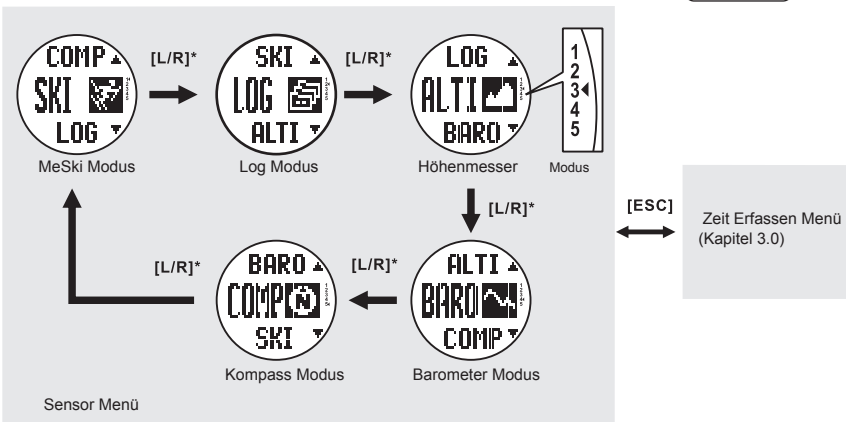 COMP
SKI
LOG
MeSki Modus
[L/R]*
SKI
LOG
ALTI
Log Modus
[L/R]*
LOG
ALTI
BARO
Höhenmesser
1
2
3
4
5
Modus
[L/R]*
[ESC]
Zeit Erfassen Menü
(Kapitel 3.0)
[L/R]*
BARO
COMP N
SKI
Kompass Modus
[L/R]*
ALTI
BARO
COMP
Barometer Modus
Sensor Menü